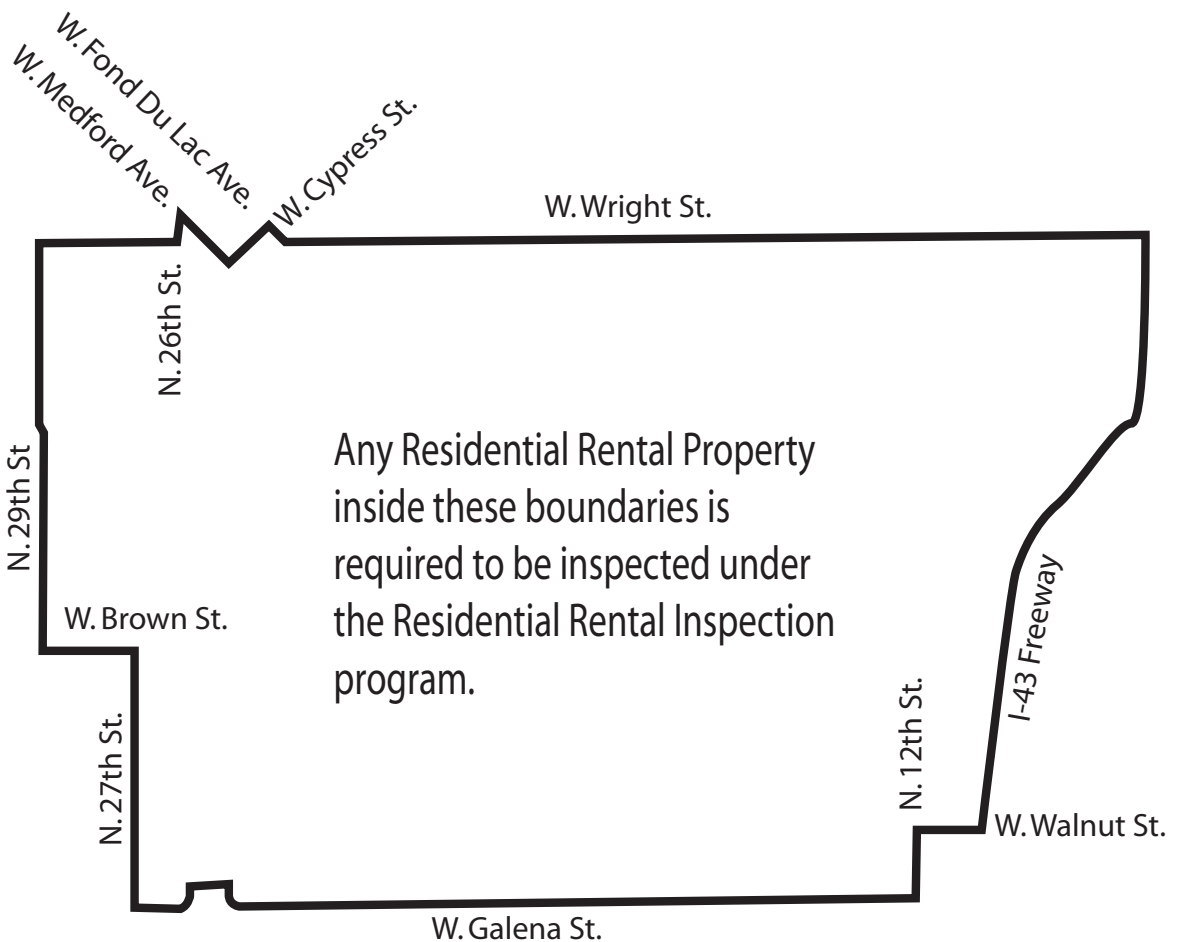 W. Fond Du Lac Ave.
W. Medford Ave.
W. Cypress St.
W. Wright St.
N. 26th St.
N. 29th St
Any Residential Rental Property
inside these boundaries is
required to be inspected under
the Residential Rental Inspection
program.
W. Brown St.
I-43 Freeway
N. 27th St.
N. 12th St.
W. Walnut St.
W. Galena St.